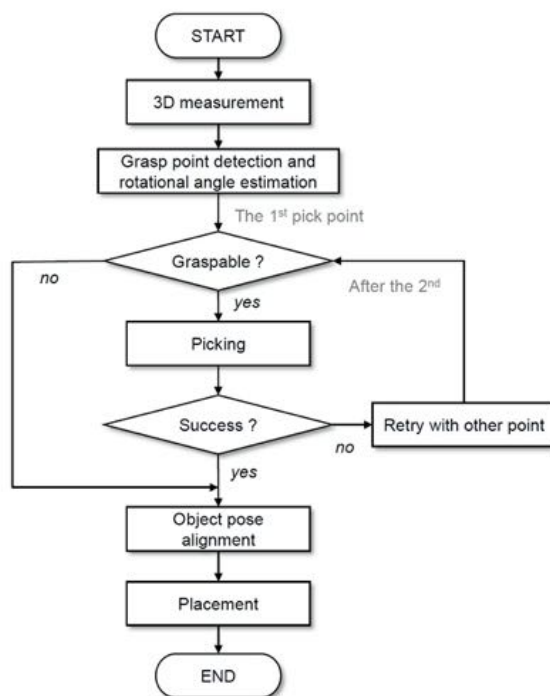 START
3D measurement
Grasp point detection and
rotational angle estimation
The 1st pick point
Graspable ?
no
After the 2nd
yes
Picking
Success ?
no
Retry with other point
yes
Object pose
alignment
Placement
END